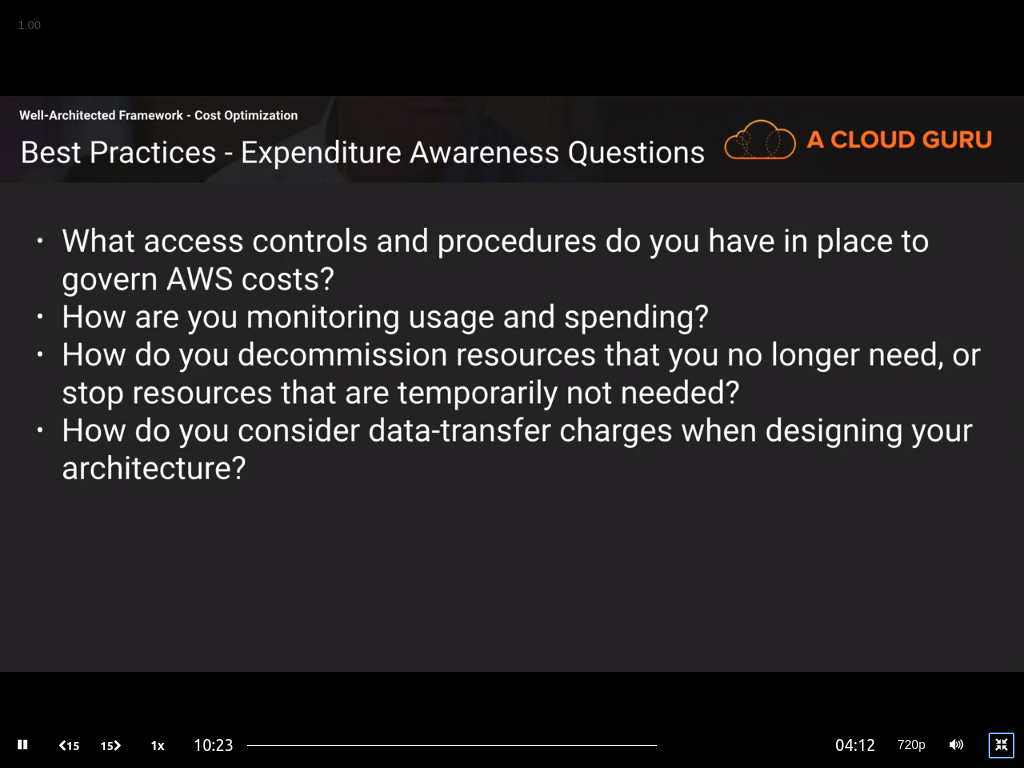 1.00
Well-Architected Framework - Cost Optimization
Best Practices - Expenditure Awareness Questions
A CLOUD GURU
• What access controls and procedures do you have in place to
govern AWS costs?
• How are you monitoring usage and spending?
• How do you decommission resources that you no longer need, or
stop resources that are temporarily not needed?
• How do you consider data-transfer charges when designing your
architecture?
15 15 1x 10:23 04:12 720p